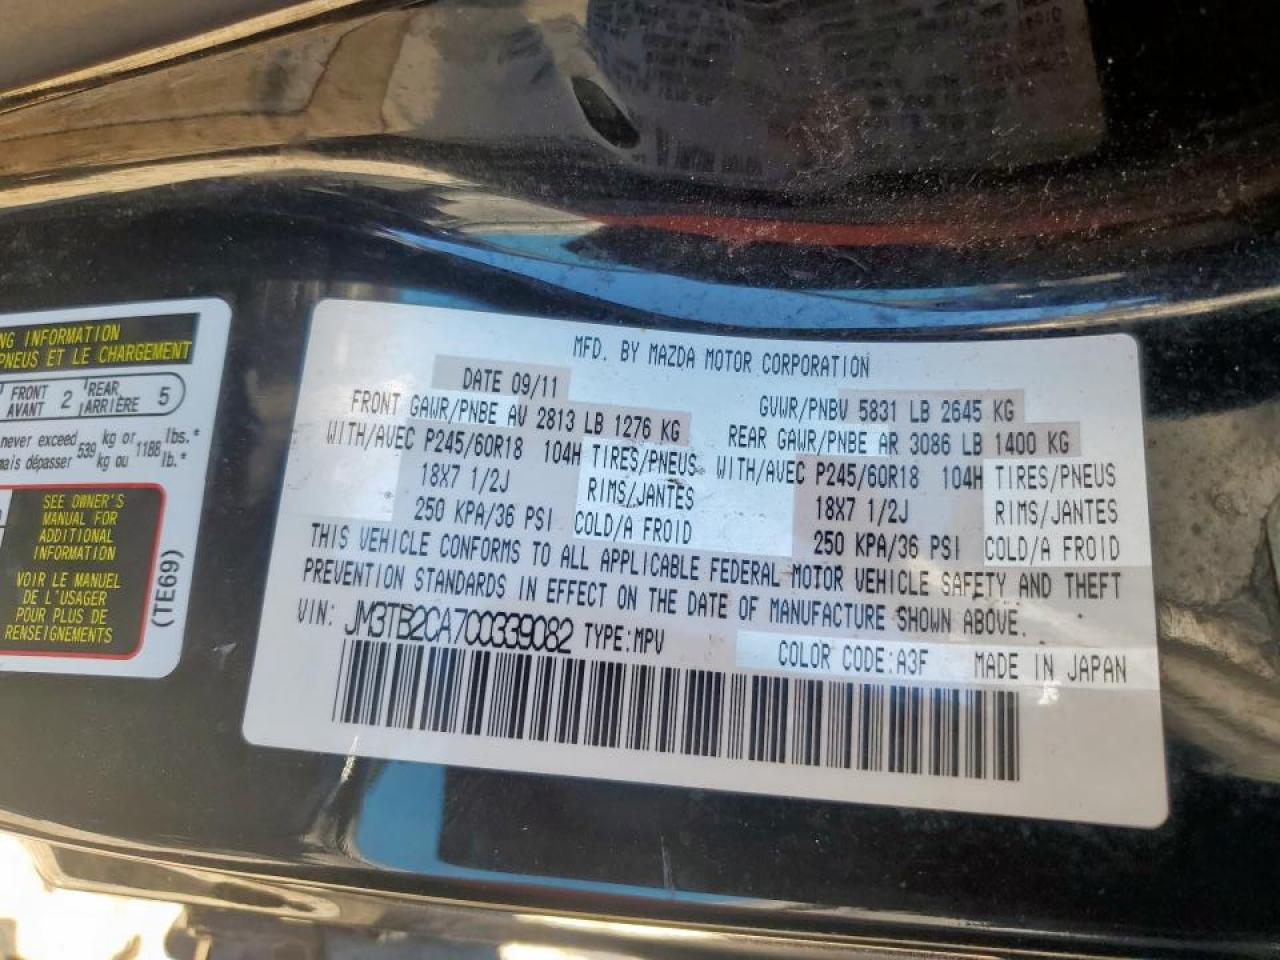 NG INFORMATION
PNEUS ET LE CHARGEMENT
FRONT AVANT 2 REAR ARRIÈRE 5
never exceed 539 kg or 1188 lbs.*
mais dépasser kg ou lb.*
SEE OWNER'S
MANUAL FOR
ADDITIONAL
INFORMATION
VOIR LE MANUEL
DE L'USAGER
POUR PLUS DE
RENSEIGNEMENTS
(TE69)
MFD. BY MAZDA MOTOR CORPORATION
DATE 09/11 GVWR/PNBV 5831 LB 2645 KG
FRONT GAWR/PNBE AV 2813 LB 1276 KG REAR GAWR/PNBE AR 3086 LB 1400 KG
WITH/AVEC P245/60R18 104H TIRES/PNEUS WITH/AVEC P245/60R18 104H TIRES/PNEUS
18X7 1/2J RIMS/JANTES 18X7 1/2J RIMS/JANTES
250 KPA/36 PSI COLD/A FROID 250 KPA/36 PSI COLD/A FROID
THIS VEHICLE CONFORMS TO ALL APPLICABLE FEDERAL MOTOR VEHICLE SAFETY AND THEFT
PREVENTION STANDARDS IN EFFECT ON THE DATE OF MANUFACTURE SHOWN ABOVE.
VIN: JM3TB2CA7C0339082 TYPE:MPV COLOR CODE:A3F MADE IN JAPAN